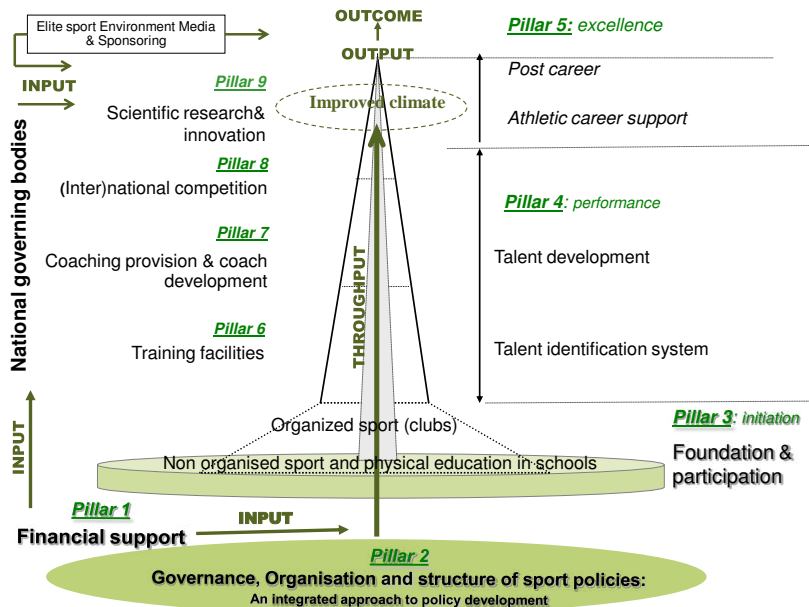 Elite sport Environment Media
& Sponsoring
OUTCOME
OUTPUT
Pillar 5: excellence
INPUT
Post career
Pillar 9
Scientific research&
innovation
Improved climate
Athletic career support
National governing bodies
Pillar 8
(Inter)national competition
Pillar 4: performance
Pillar 7
Coaching provision & coach
development
Talent development
THROUGHPUT
Pillar 6
Training facilities
Talent identification system
INPUT
Organized sport (clubs)
Pillar 3: initiation
Foundation &
participation
Non organised sport and physical education in schools
Pillar 1
Financial support
INPUT
Pillar 2
Governance, Organisation and structure of sport policies:
An integrated approach to policy development